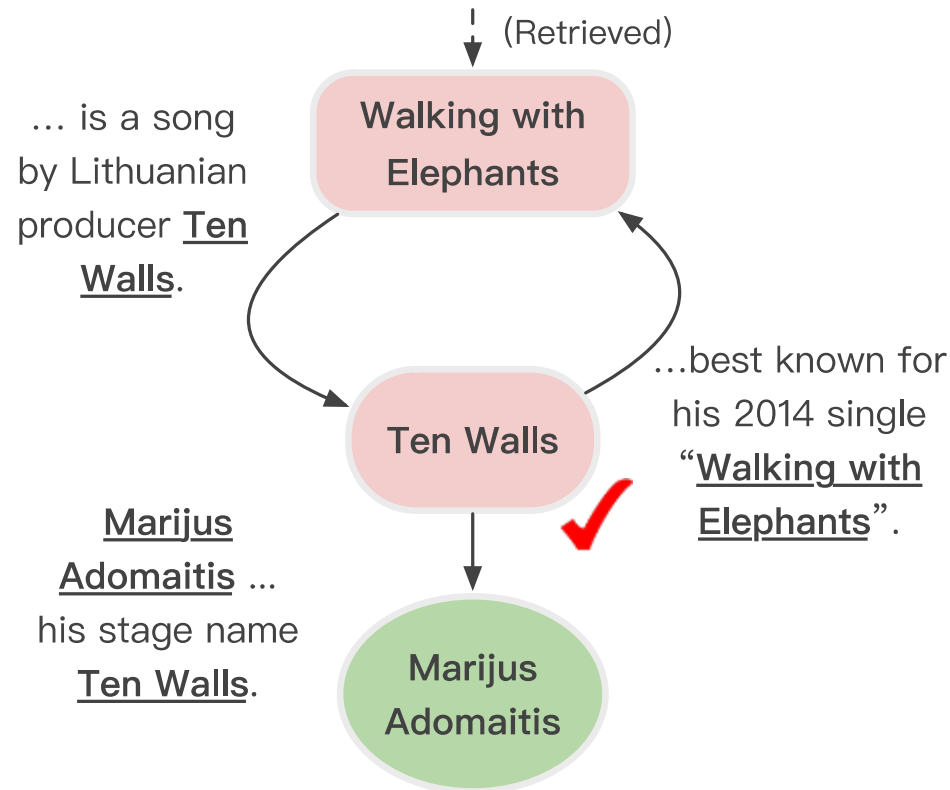 (Retrieved)
Walking with
Elephants
… is a song
by Lithuanian
producer Ten
Walls.
…best known for
his 2014 single
“Walking with
Elephants”.
Ten Walls
Marijus
Adomaitis ...
his stage name
Ten Walls.
Marijus
Adomaitis